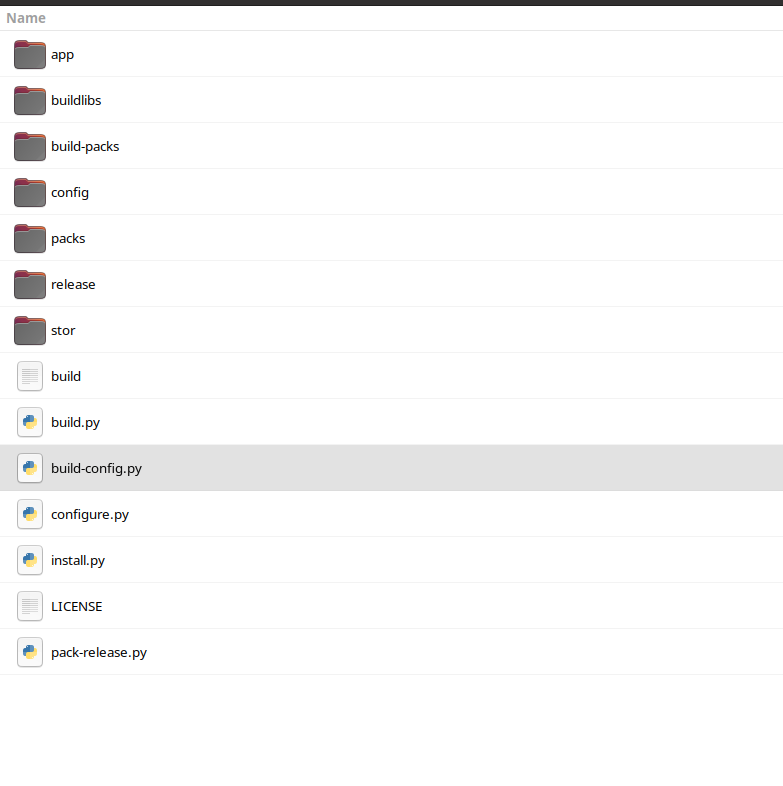 Name
app
buildlibs
build-packs
config
packs
release
stor
build
build.py
build-config.py
configure.py
install.py
LICENSE
pack-release.py